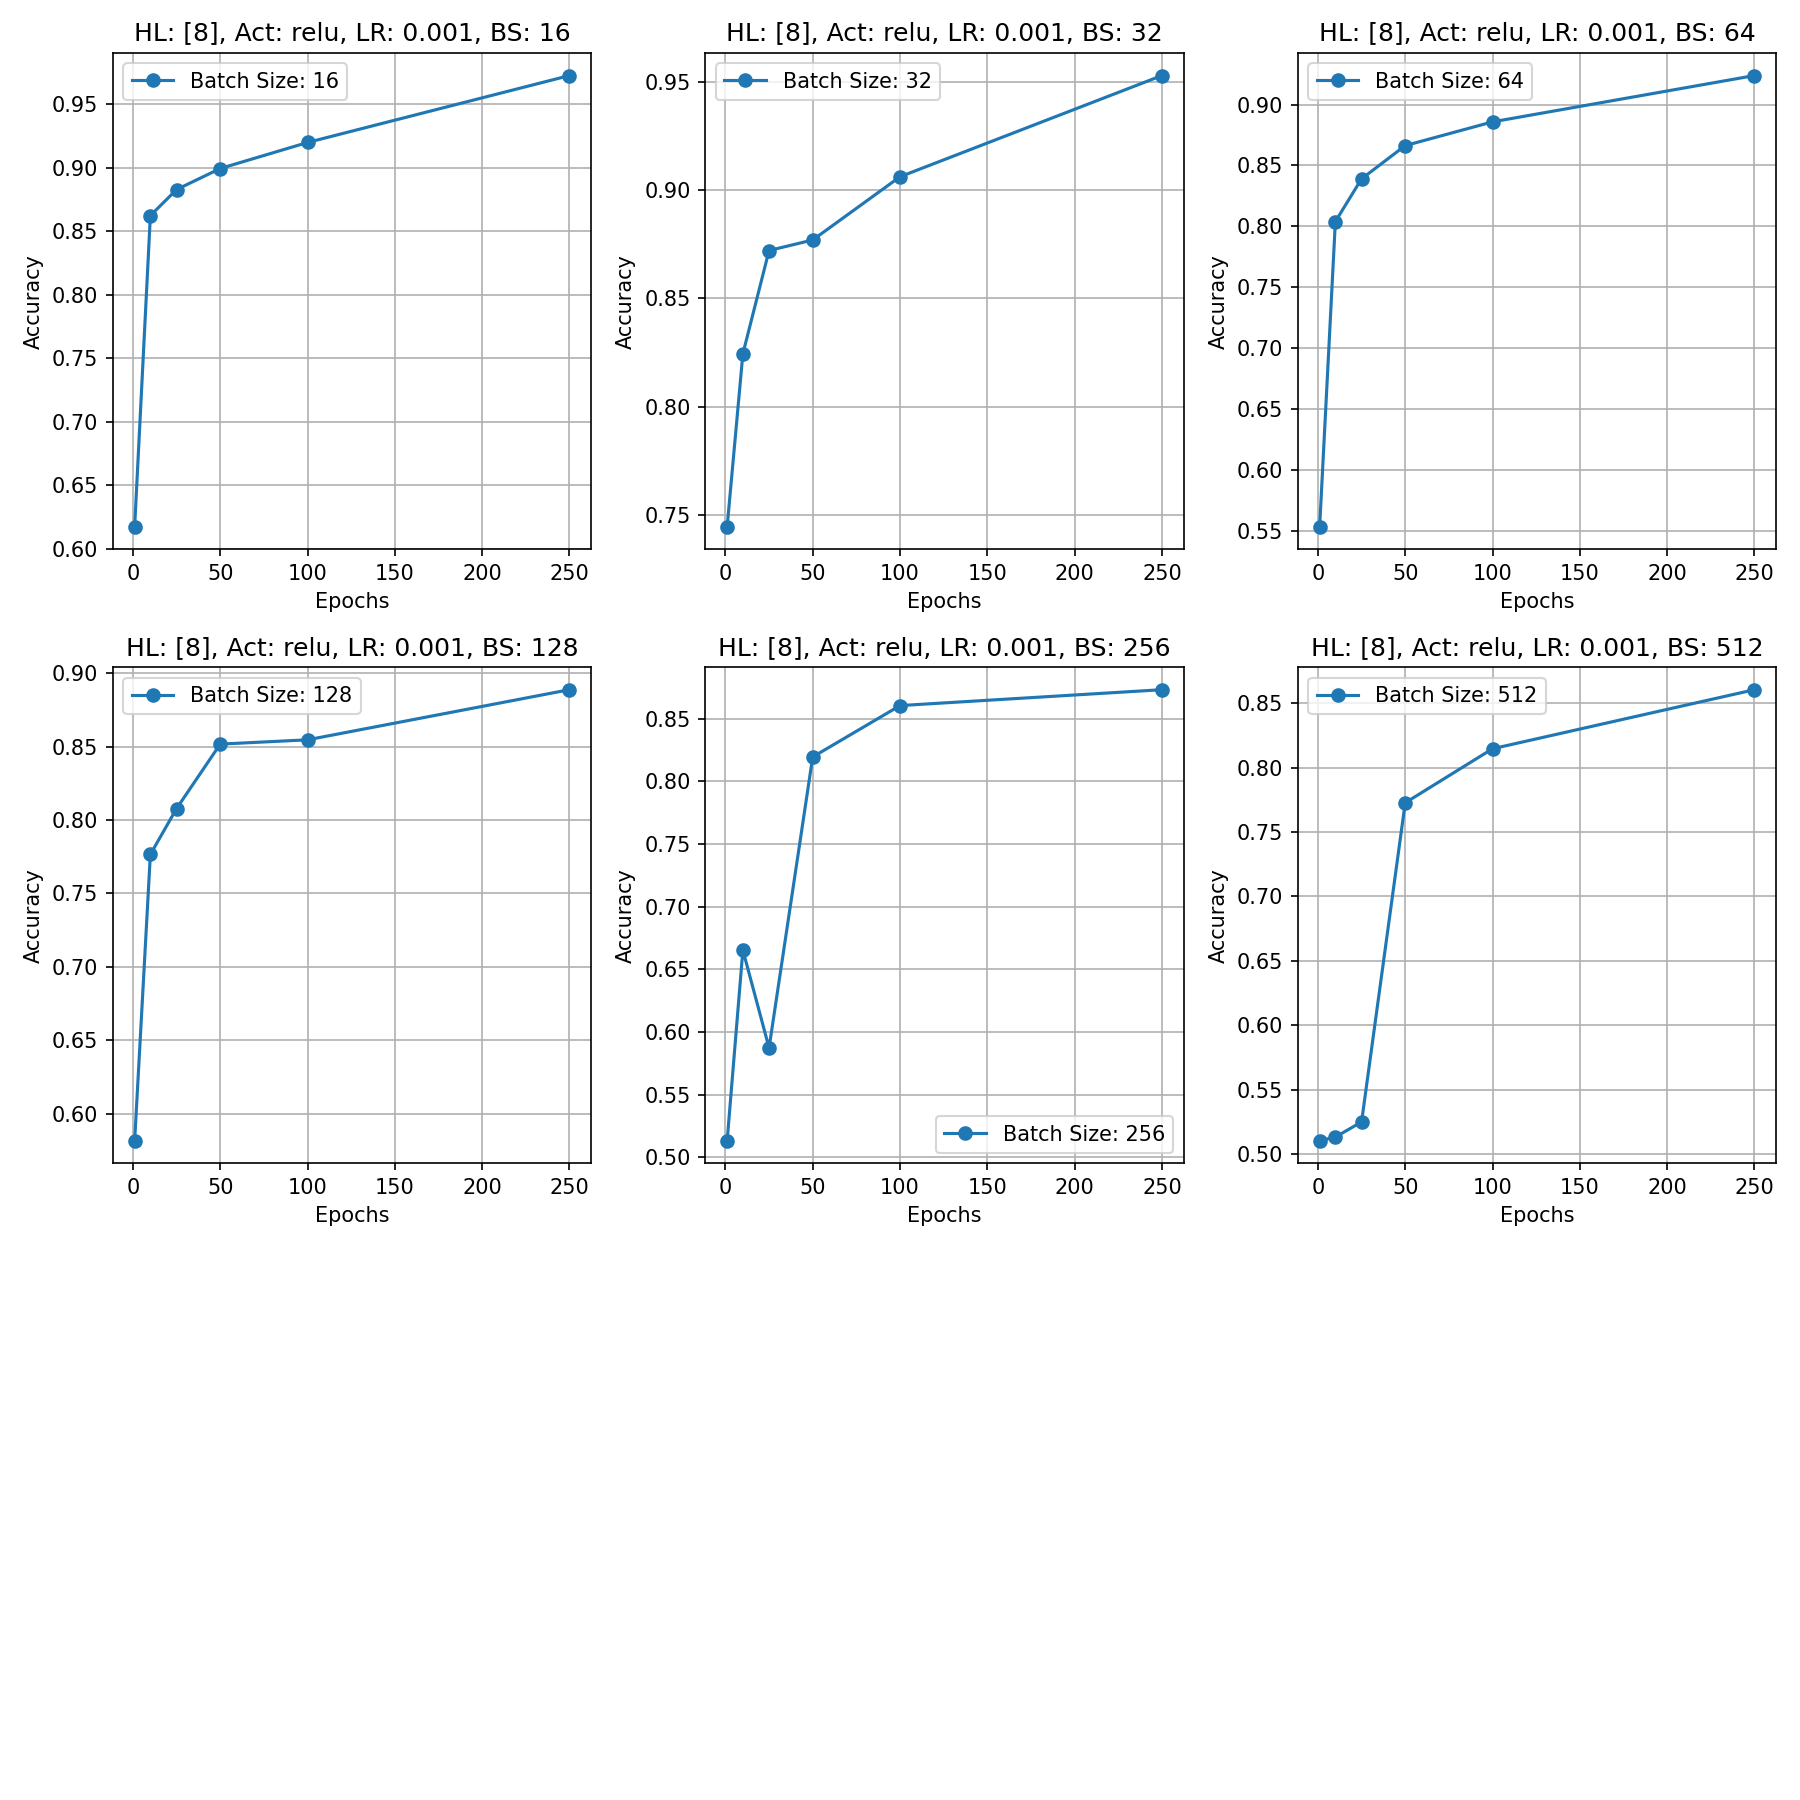 HL: [8], Act: relu, LR: 0.001, BS: 16
Batch Size: 16
0.95
0.90
0.85
0.80
0.75
0.70
0.65
0.60
Accuracy
0 50 100 150 200 250
Epochs
HL: [8], Act: relu, LR: 0.001, BS: 32
Batch Size: 32
0.95
0.90
0.85
0.80
0.75
Accuracy
0 50 100 150 200 250
Epochs
HL: [8], Act: relu, LR: 0.001, BS: 64
Batch Size: 64
0.90
0.85
0.80
0.75
0.70
0.65
0.60
0.55
Accuracy
0 50 100 150 200 250
Epochs
HL: [8], Act: relu, LR: 0.001, BS: 128
Batch Size: 128
0.90
0.85
0.80
0.75
0.70
0.65
0.60
Accuracy
0 50 100 150 200 250
Epochs
HL: [8], Act: relu, LR: 0.001, BS: 256
0.85
0.80
0.75
0.70
0.65
0.60
0.55
0.50
Accuracy
Batch Size: 256
0 50 100 150 200 250
Epochs
HL: [8], Act: relu, LR: 0.001, BS: 512
Batch Size: 512
0.85
0.80
0.75
0.70
0.65
0.60
0.55
0.50
Accuracy
0 50 100 150 200 250
Epochs